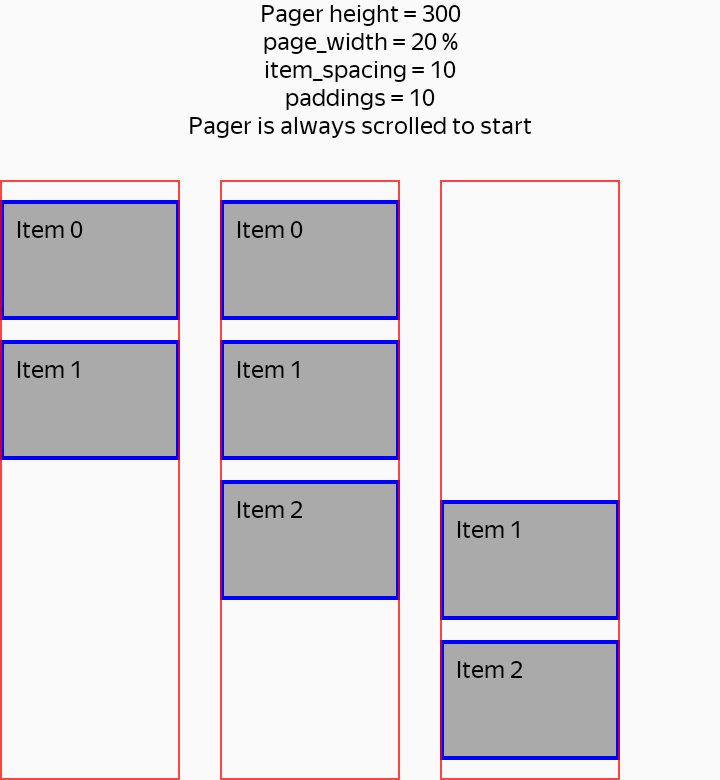 Pager height = 300
page_width = 20 %
item_spacing = 10
paddings = 10
Pager is always scrolled to start
Item 0
Item 1
Item 0
Item 1
Item 2
Item 1
Item 2